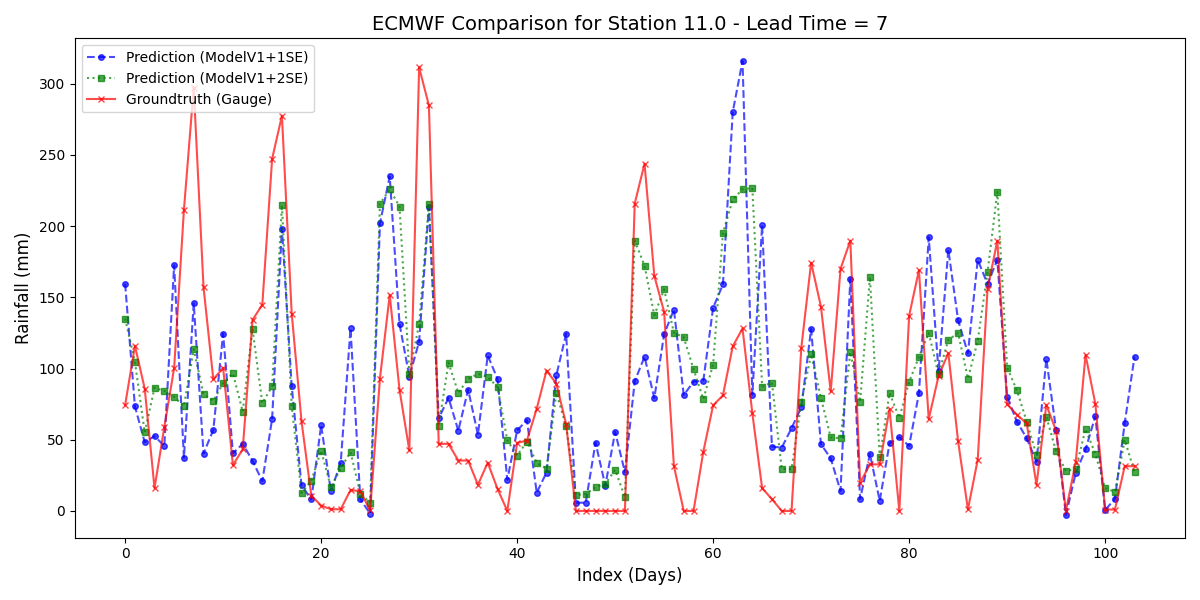 ECMWF Comparison for Station 11.0 - Lead Time = 7
Prediction (ModelV1+1SE)
Prediction (ModelV1+2SE)
Groundtruth (Gauge)
Rainfall (mm)
300
250
200
150
100
50
0
0 20 40 60 80 100
Index (Days)